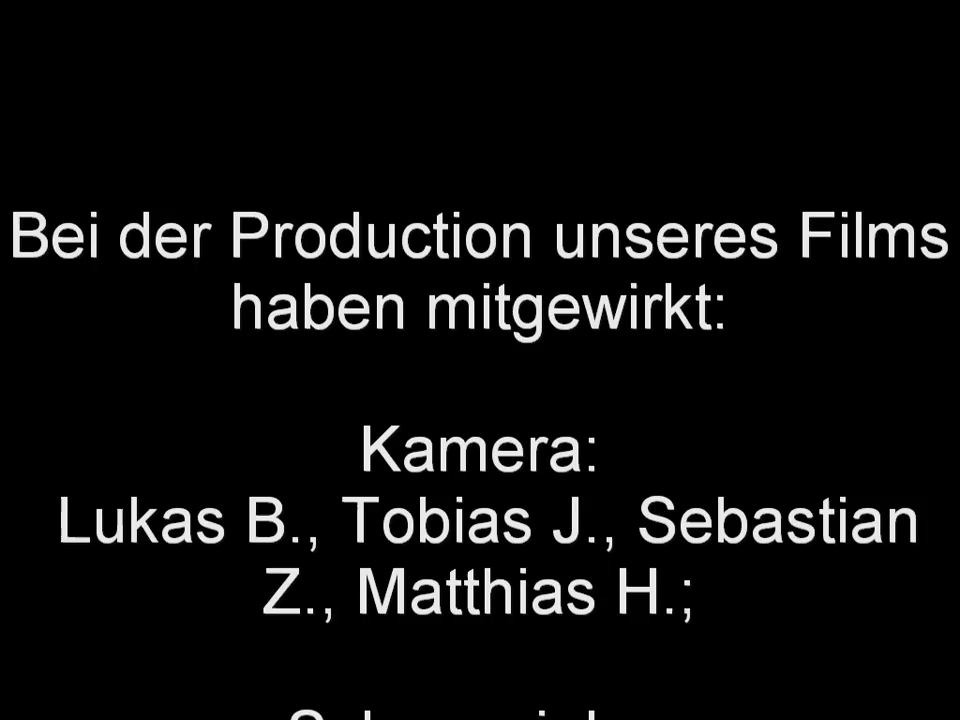 Bei der Production unseres Films
haben mitgewirkt:
Kamera:
Lukas B., Tobias J., Sebastian
Z., Matthias H.;